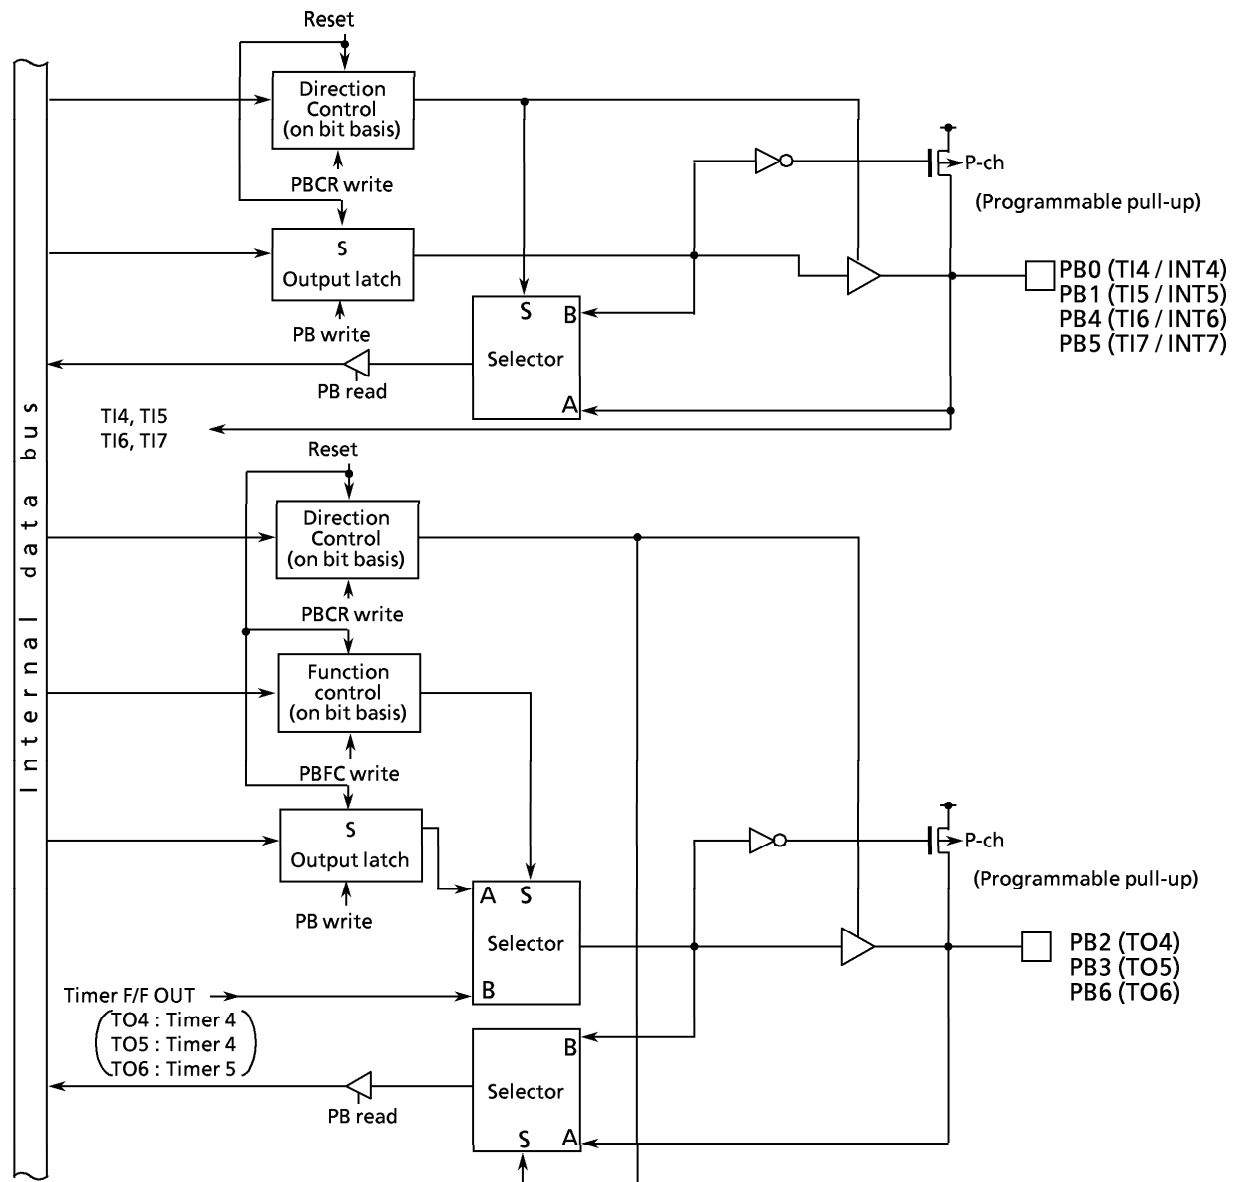 Reset
Direction
Control
(on bit basis)
PBCR write
P-ch
(Programmable pull-up)
S
Output latch
PB write
S
B
Selector
A
PB read
PB0 (TI4 / INT4)
PB1 (TI5 / INT5)
PB4 (TI6 / INT6)
PB5 (TI7 / INT7)
TI4, TI5
TI6, TI7
Internal data bus
Reset
Direction
Control
(on bit basis)
PBCR write
Function
control
(on bit basis)
PBFC write
S
Output latch
PB write
P-ch
(Programmable pull-up)
A S
Selector
B
PB2 (TO4)
PB3 (TO5)
PB6 (TO6)
Timer F/F OUT
(TO4 : Timer 4
TO5 : Timer 4
TO6 : Timer 5)
B
Selector
S A
PB read